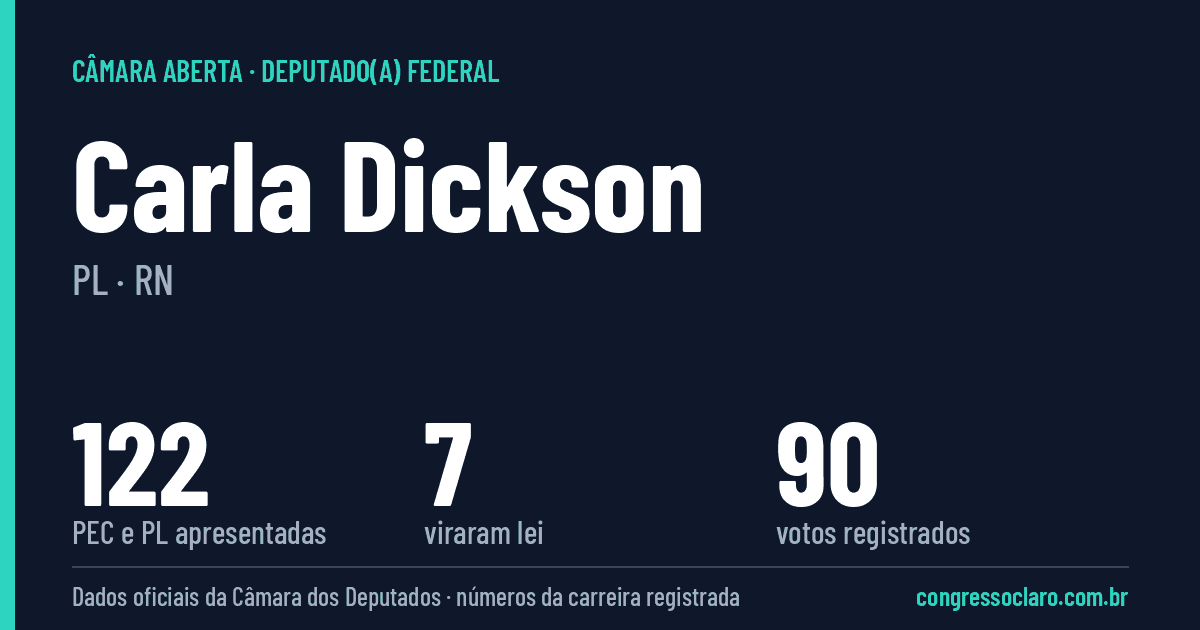 CÂMARA ABERTA · DEPUTADO(A) FEDERAL
Carla Dickson
PL · RN
122 7 90
PEC e PL apresentadas viraram lei votos registrados
Dados oficiais da Câmara dos Deputados · números da carreira registrada congressoclaro.com.br